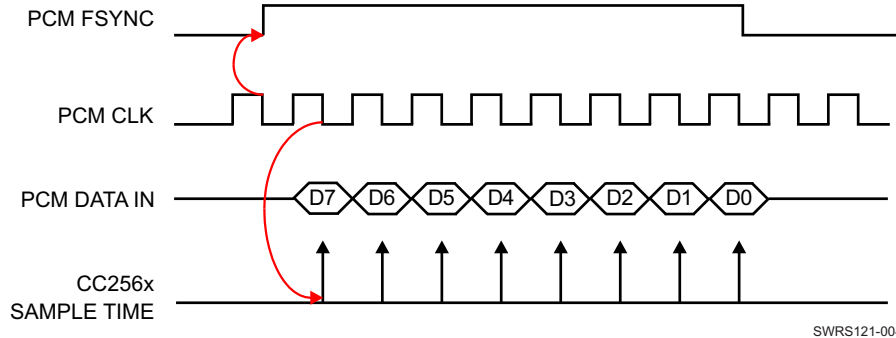 PCM FSYNC
PCM CLK
PCM DATA IN
D7 D6 D5 D4 D3 D2 D1 D0
CC256x
SAMPLE TIME
SWRS121-00